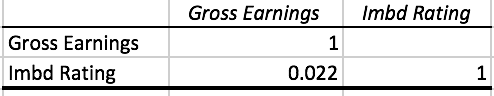 Gross Earnings Imbd Rating
Gross Earnings 1
Imbd Rating 0.022 1